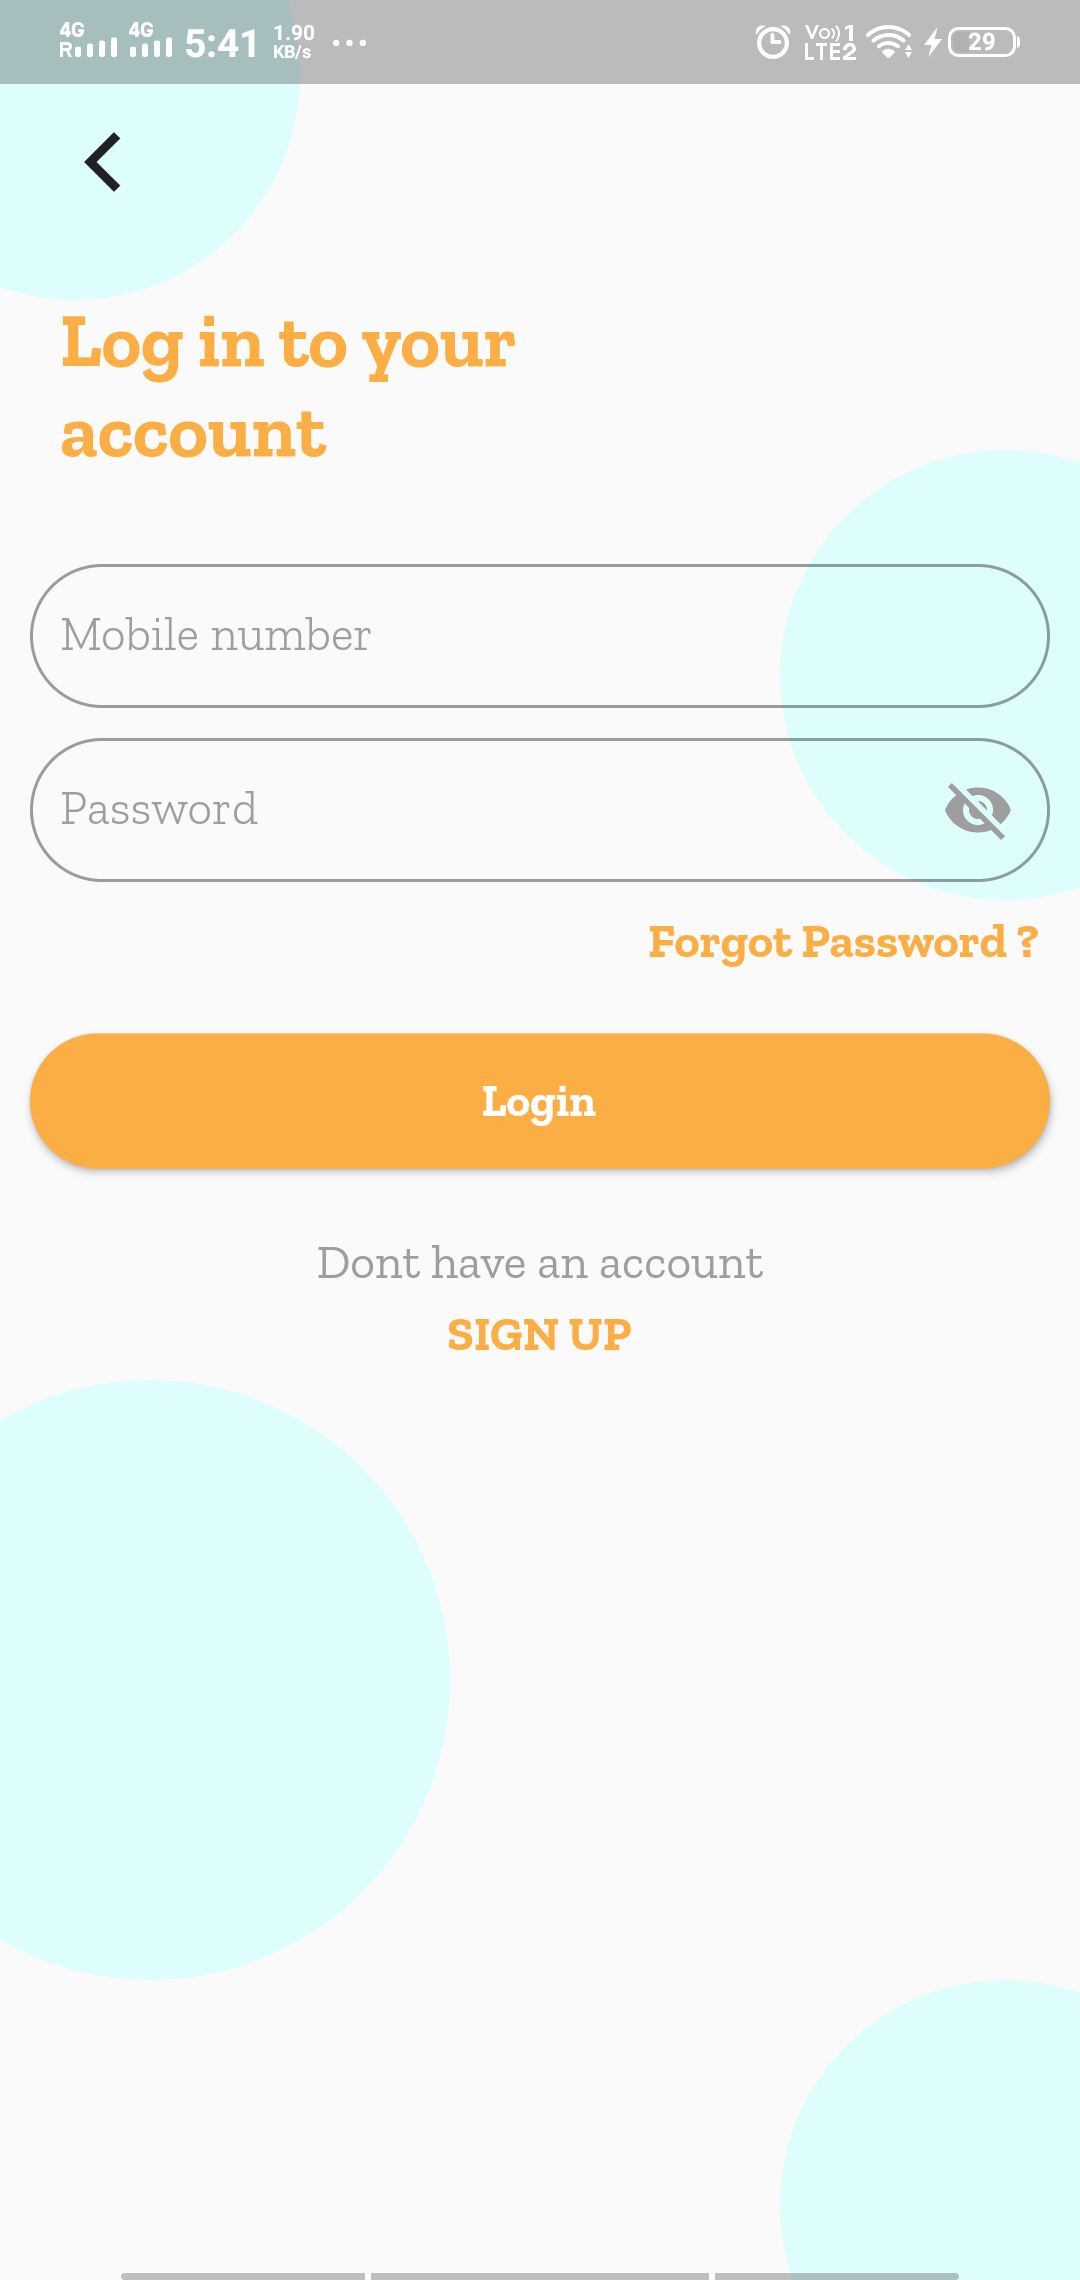 4G R 4G 5:41 1.90 KB/s ... Vo)) 1 LTE2 29
Log in to your
account
Mobile number
Password
Forgot Password ?
Login
Dont have an account
SIGN UP